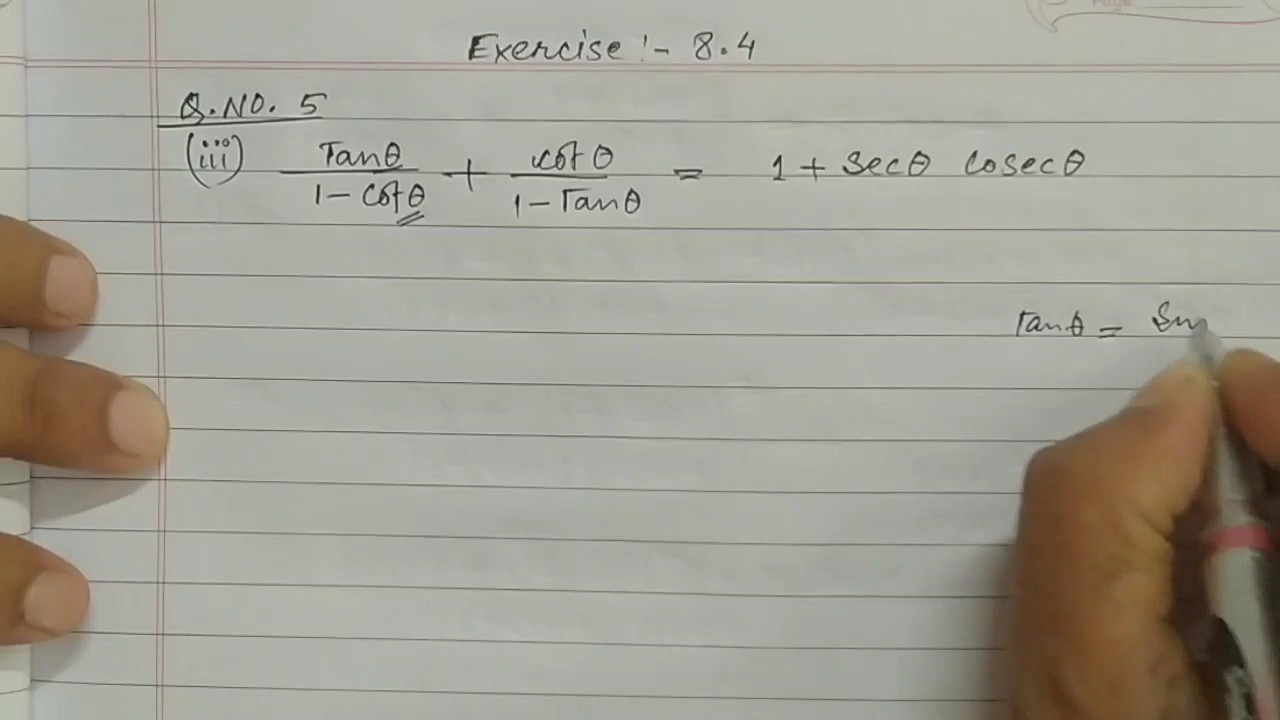 Exercise :- 8.4
Q.NO. 5
(iii) Tanθ / 1 - Cotθ + cotθ / 1 - Tanθ = 1 + secθ cosecθ
Tanθ =